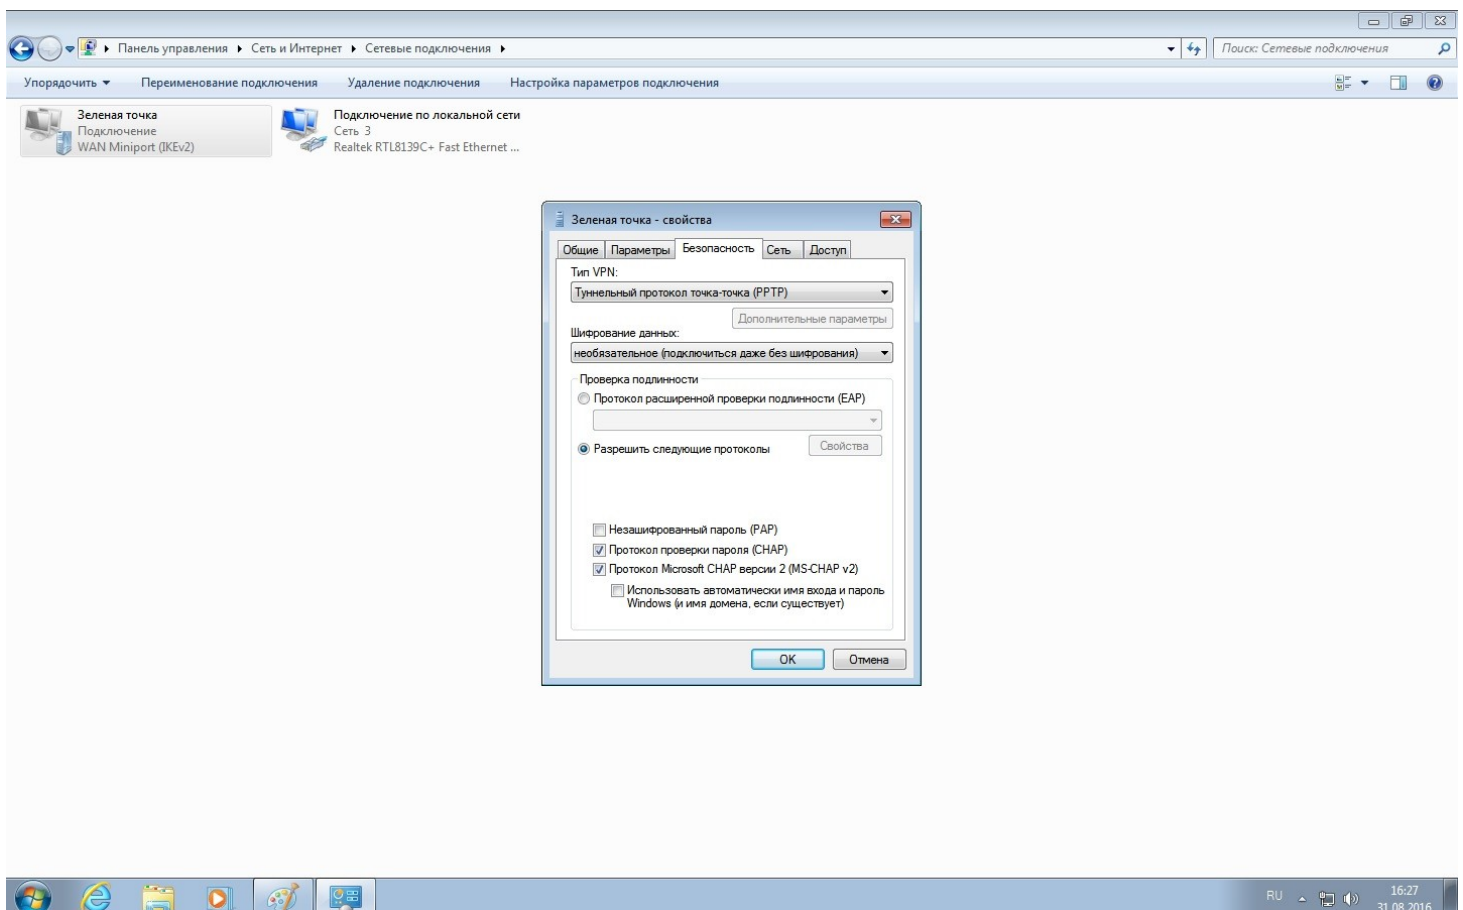 Панель управления ▸ Сеть и Интернет ▸ Сетевые подключения ▸
Поиск: Сетевые подключения
Упорядочить Переименование подключения Удаление подключения Настройка параметров подключения
Зеленая точка
Подключение
WAN Miniport (IKEv2)
Подключение по локальной сети
Сеть 3
Realtek RTL8139C+ Fast Ethernet ...
Зеленая точка - свойства
Общие Параметры Безопасность Сеть Доступ
Тип VPN:
Туннельный протокол точка-точка (PPTP)
Дополнительные параметры
Шифрование данных:
необязательное (подключиться даже без шифрования)
Проверка подлинности
Протокол расширенной проверки подлинности (EAP)
Разрешить следующие протоколы
Свойства
Незашифрованный пароль (PAP)
Протокол проверки пароля (CHAP)
Протокол Microsoft CHAP версии 2 (MS-CHAP v2)
Использовать автоматически имя входа и пароль
Windows (и имя домена, если существует)
OK Отмена
RU
16:27
31.08.2016